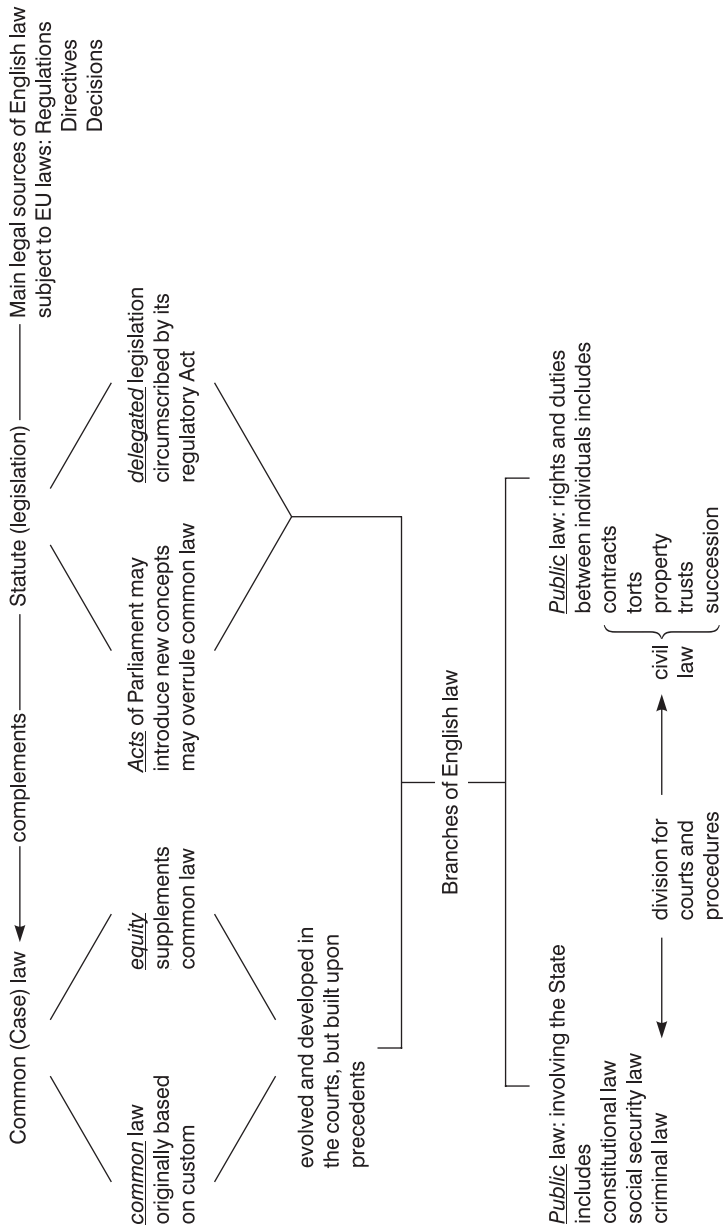 Common (Case) law
complements
Statute (legislation)
Main legal sources of English law
subject to EU laws: Regulations
Directives
Decisions
common law
originally based
on custom
equity
supplements
common law
Acts of Parliament may
introduce new concepts
may overrule common law
delegated legislation
circumscribed by its
regulatory Act
evolved and developed in
the courts, but built upon
precedents
Branches of English law
Public law: involving the State
includes
constitutional law
social security law
criminal law
division for
courts and
procedures
civil
law
Public law: rights and duties
between individuals includes
contracts
torts
property
trusts
succession